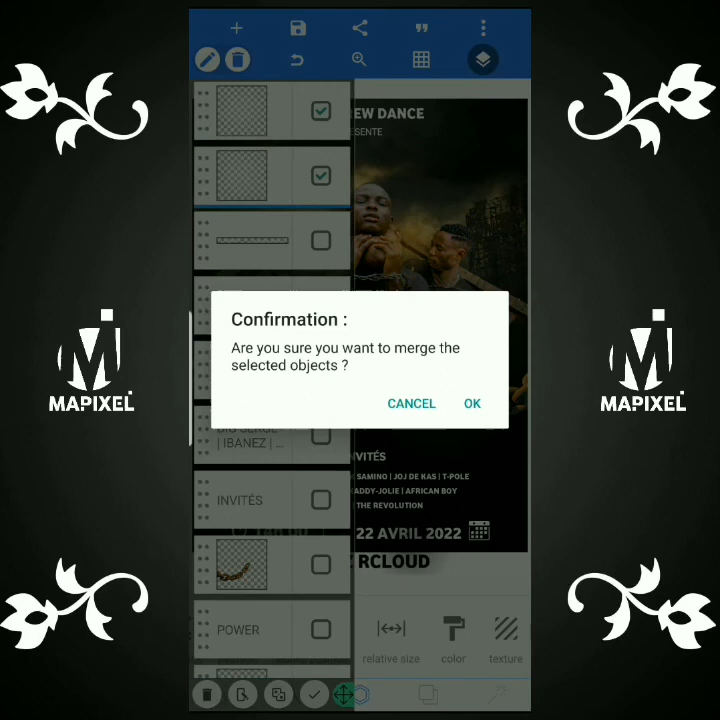 EW DANCE
ESENTE
Confirmation :
Are you sure you want to merge the
selected objects ?
CANCEL
OK
MAPIXEL
MAPIXEL
| IBANEZ | ...
NVITÉS
SAMINO | JOJ DE KAS | T-POLE
ADDY-JOLIE | AFRICAN BOY
THE REVOLUTION
INVITÉS
22 AVRIL 2022
RCLOUD
POWER
relative size
color
texture